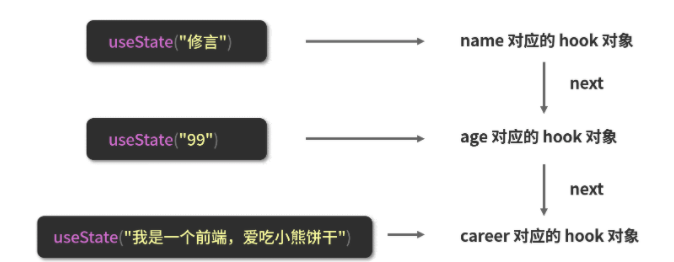 useState("修言")
name 对应的 hook 对象
next
useState("99")
age 对应的 hook 对象
next
useState("我是一个前端，爱吃小熊饼干")
career 对应的 hook 对象